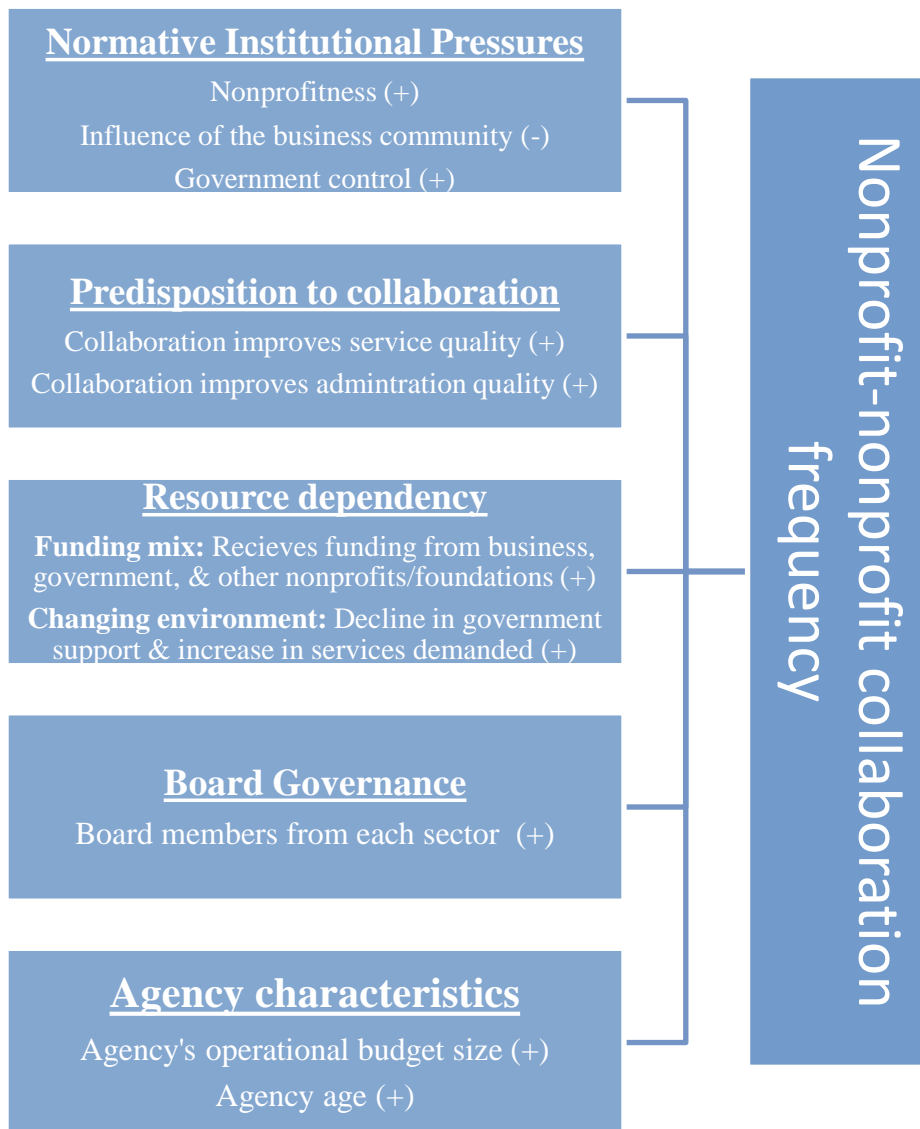 Normative Institutional Pressures
Nonprofitness (+)
Influence of the business community (-)
Government control (+)
Predisposition to collaboration
Collaboration improves service quality (+)
Collaboration improves admintration quality (+)
Resource dependency
Funding mix: Recieves funding from business,
government, & other nonprofits/foundations (+)
Changing environment: Decline in government
support & increase in services demanded (+)
Board Governance
Board members from each sector (+)
Agency characteristics
Agency's operational budget size (+)
Agency age (+)
Nonprofit-nonprofit collaboration
frequency